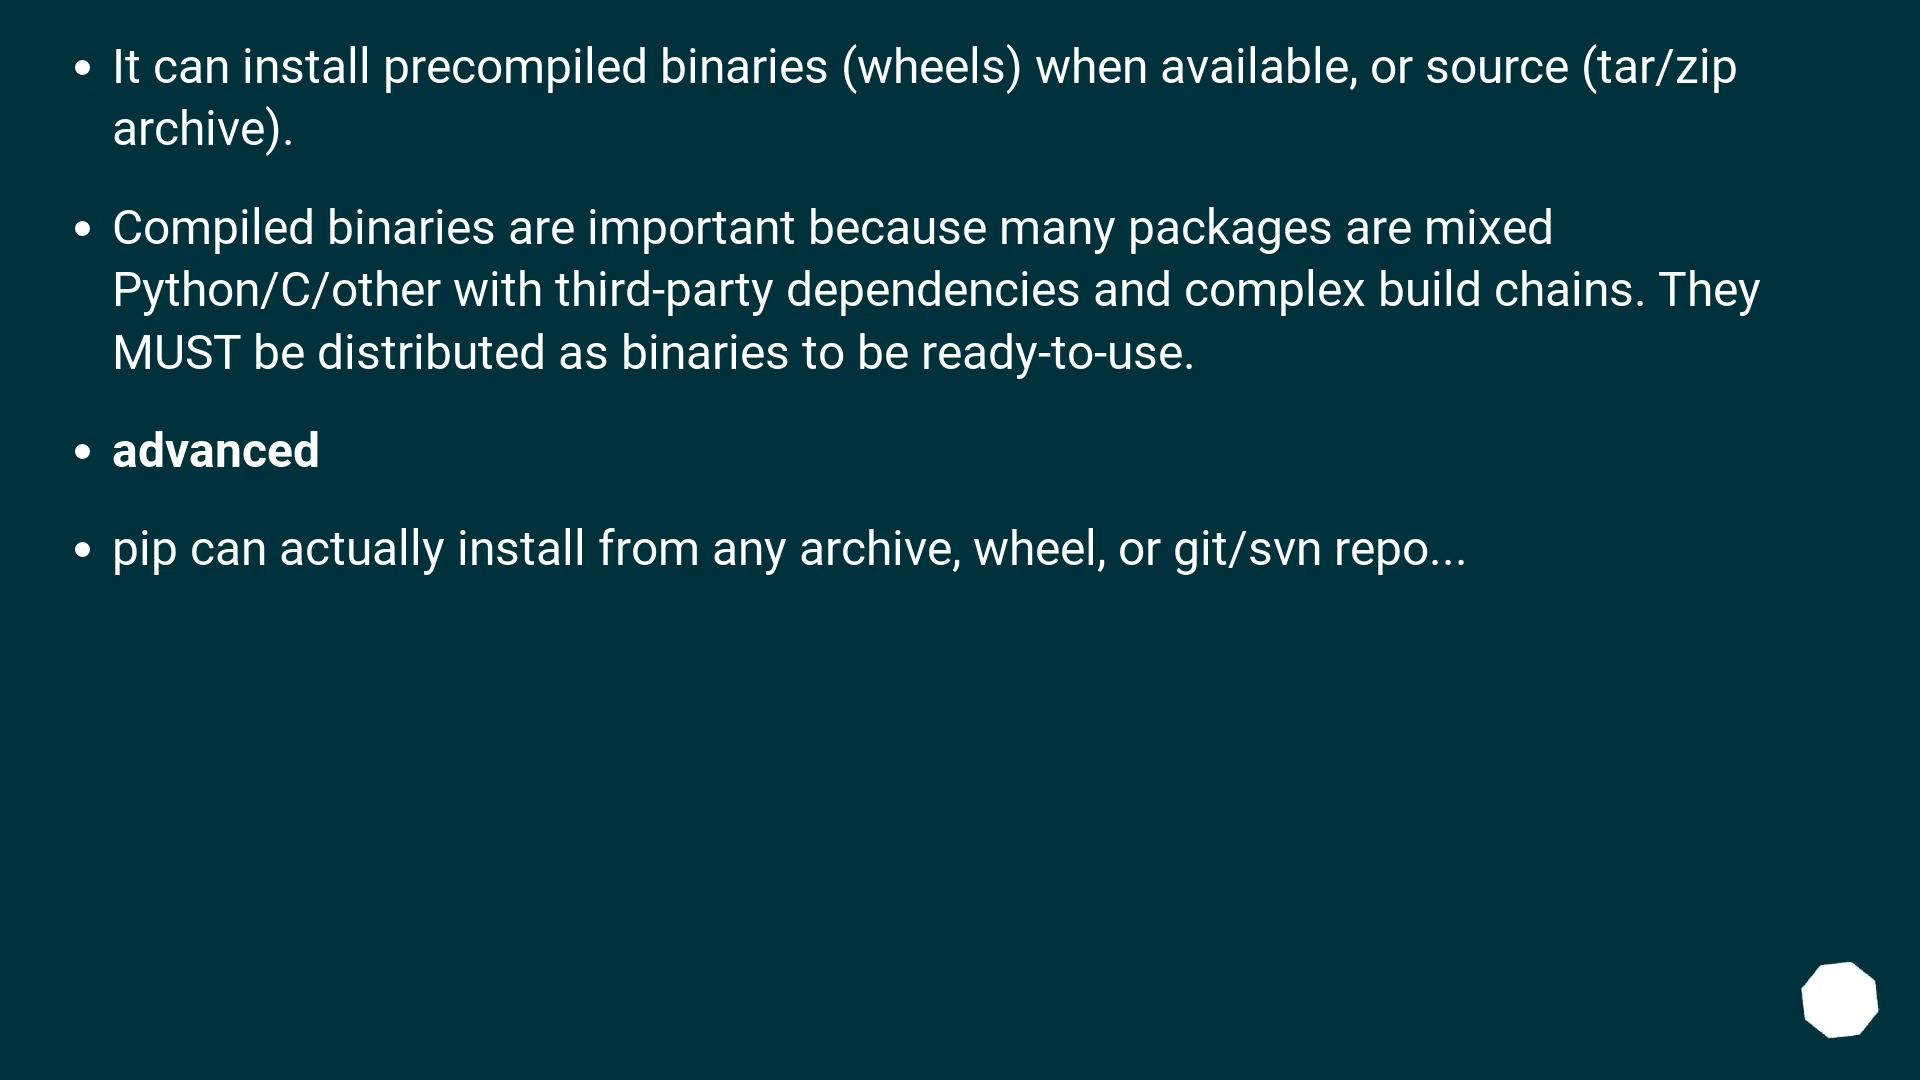 It can install precompiled binaries (wheels) when available, or source (tar/zip
archive).
Compiled binaries are important because many packages are mixed
Python/C/other with third-party dependencies and complex build chains. They
MUST be distributed as binaries to be ready-to-use.
advanced
pip can actually install from any archive, wheel, or git/svn repo...